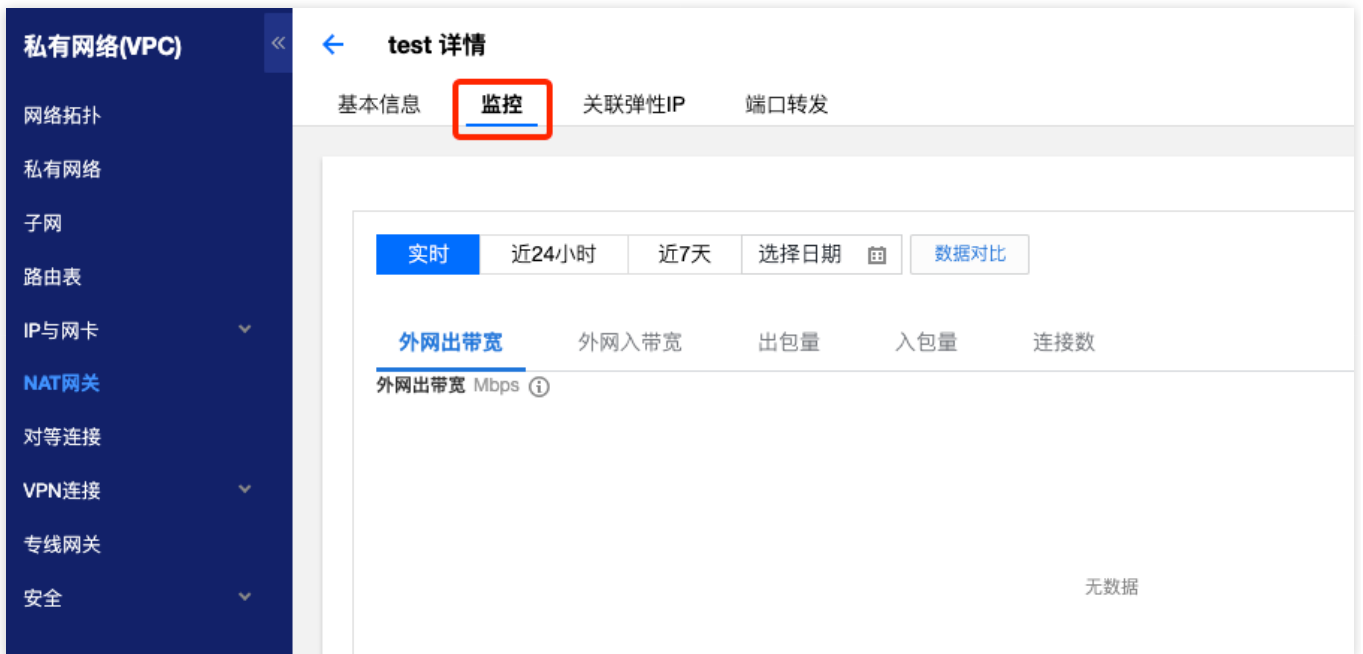 私有网络(VPC)
网络拓扑
私有网络
子网
路由表
IP与网卡
NAT网关
对等连接
VPN连接
专线网关
安全
test 详情
基本信息 监控 关联弹性IP 端口转发
实时 近24小时 近7天 选择日期 数据对比
外网出带宽 外网入带宽 出包量 入包量 连接数
外网出带宽 Mbps
无数据